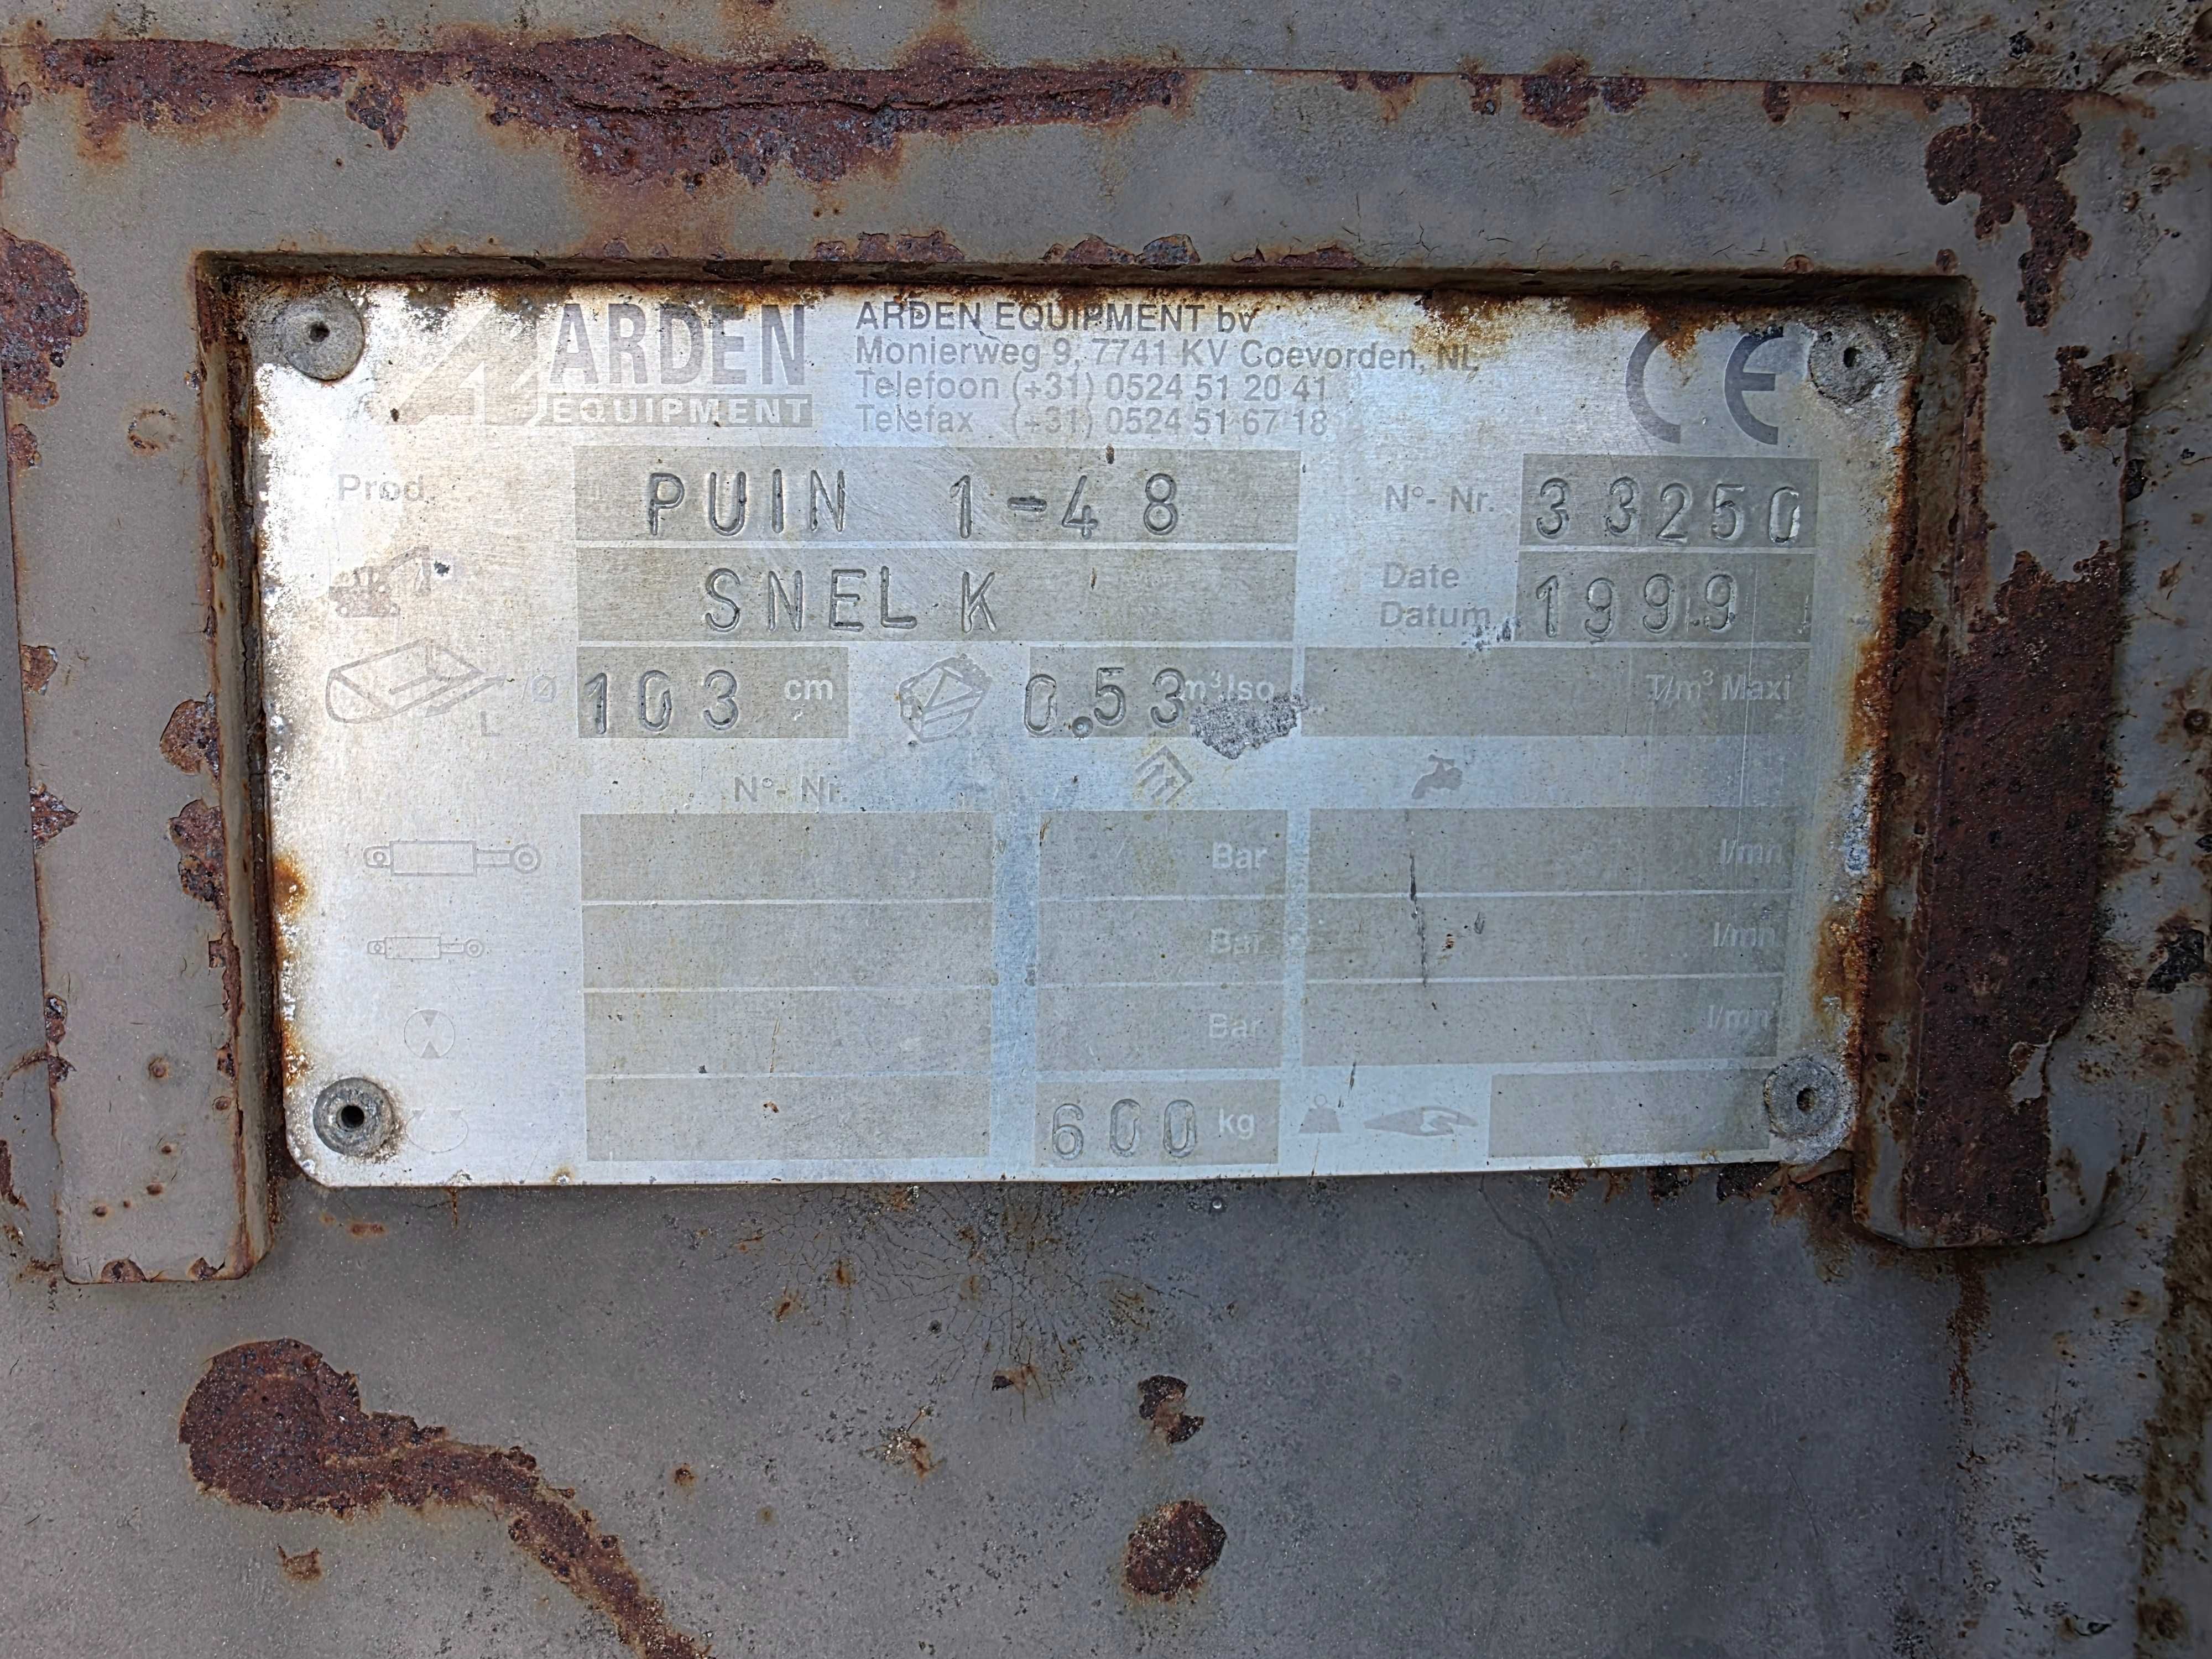 ARDEN
EQUIPMENT
ARDEN EQUIPMENT bv
Monierweg 9, 7741 KV Coevorden, NL
Telefoon (+31) 0524 51 20 41
Telefax (+31) 0524 51 67 18
CE
Prod. PUIN 1-48 N°- Nr. 33250
SNEL K Date Datum 1999
L /Ø 103 cm 0.53 m³ Iso T/m³ Maxi
N°- Nr.
Bar l/mn
Bar l/mn
Bar l/mn
600 kg